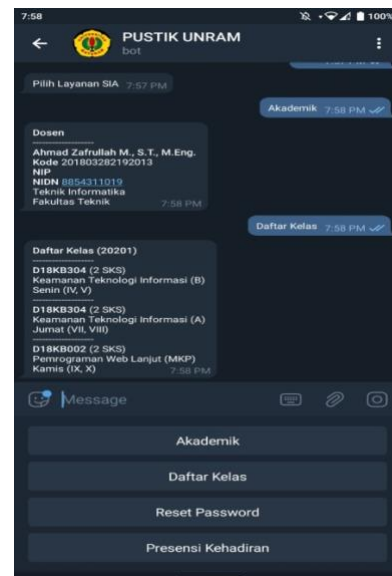 7:58
100%
PUSTIK UNRAM
bot
Pilih Layanan SIA 7:57 PM
Akademik 7:58 PM
Dosen
--------------------
Ahmad Zafrullah M., S.T., M.Eng.
Kode 201803282192013
NIP
NIDN 8854311019
Teknik Informatika
Fakultas Teknik 7:58 PM
Daftar Kelas 7:58 PM
Daftar Kelas (20201)
--------------------
D18KB304 (2 SKS)
Keamanan Teknologi Informasi (B)
Senin (IV, V)
--------------------
D18KB304 (2 SKS)
Keamanan Teknologi Informasi (A)
Jumat (VII, VIII)
--------------------
D18KB002 (2 SKS)
Pemrograman Web Lanjut (MKP)
Kamis (IX, X) 7:58 PM
Message
Akademik
Daftar Kelas
Reset Password
Presensi Kehadiran